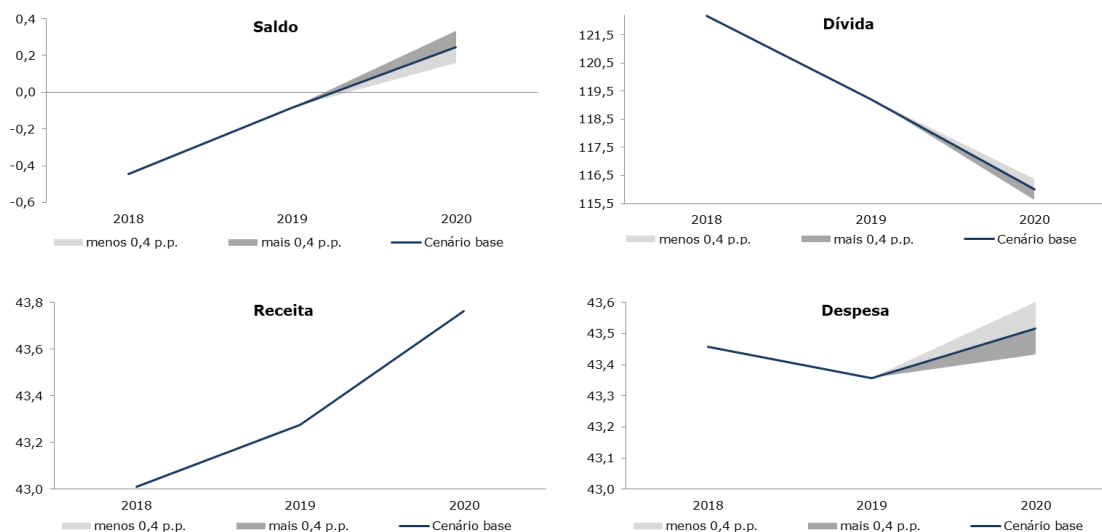 Saldo
0,4
0,2
0,0
-0,2
-0,4
-0,6
2018 2019 2020
menos 0,4 p.p. mais 0,4 p.p. Cenário base
Dívida
121,5
120,5
119,5
118,5
117,5
116,5
115,5
2018 2019 2020
menos 0,4 p.p. mais 0,4 p.p. Cenário base
Receita
43,8
43,6
43,4
43,2
43,0
2018 2019 2020
menos 0,4 p.p. mais 0,4 p.p. Cenário base
Despesa
43,6
43,5
43,4
43,3
43,2
43,1
43,0
2018 2019 2020
menos 0,4 p.p. mais 0,4 p.p. Cenário base